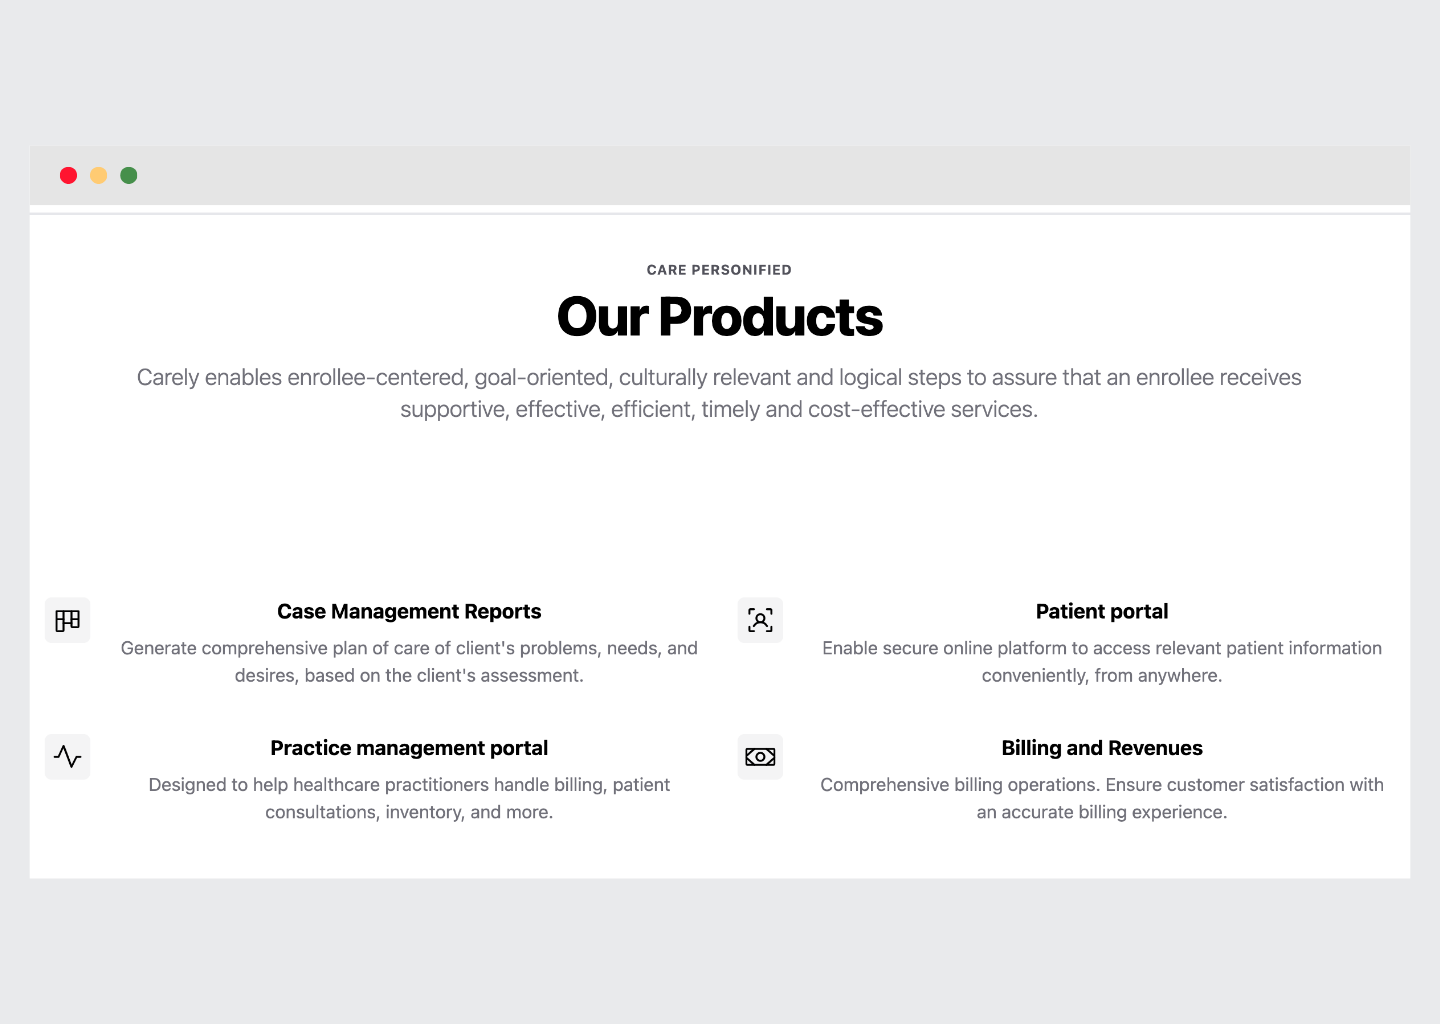 CARE PERSONIFIED
Our Products
Carely enables enrollee-centered, goal-oriented, culturally relevant and logical steps to assure that an enrollee receives
supportive, effective, efficient, timely and cost-effective services.
Case Management Reports
Generate comprehensive plan of care of client's problems, needs, and
desires, based on the client's assessment.
Patient portal
Enable secure online platform to access relevant patient information
conveniently, from anywhere.
Practice management portal
Designed to help healthcare practitioners handle billing, patient
consultations, inventory, and more.
Billing and Revenues
Comprehensive billing operations. Ensure customer satisfaction with
an accurate billing experience.